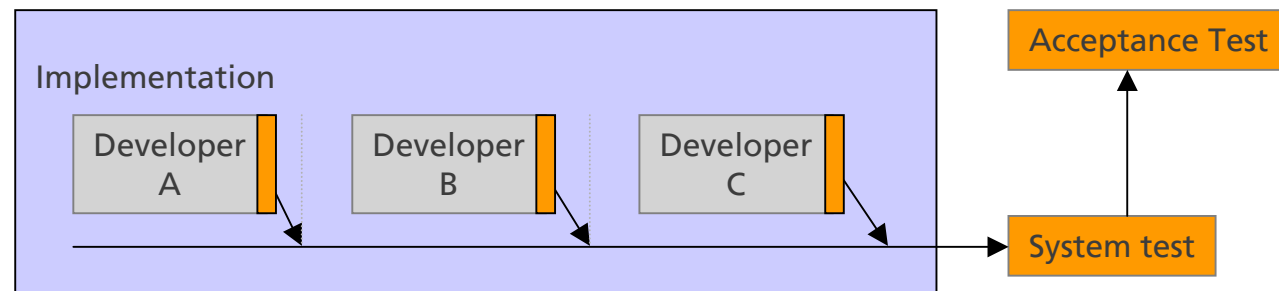 Acceptance Test
Implementation
Developer
A
Developer
B
Developer
C
System test